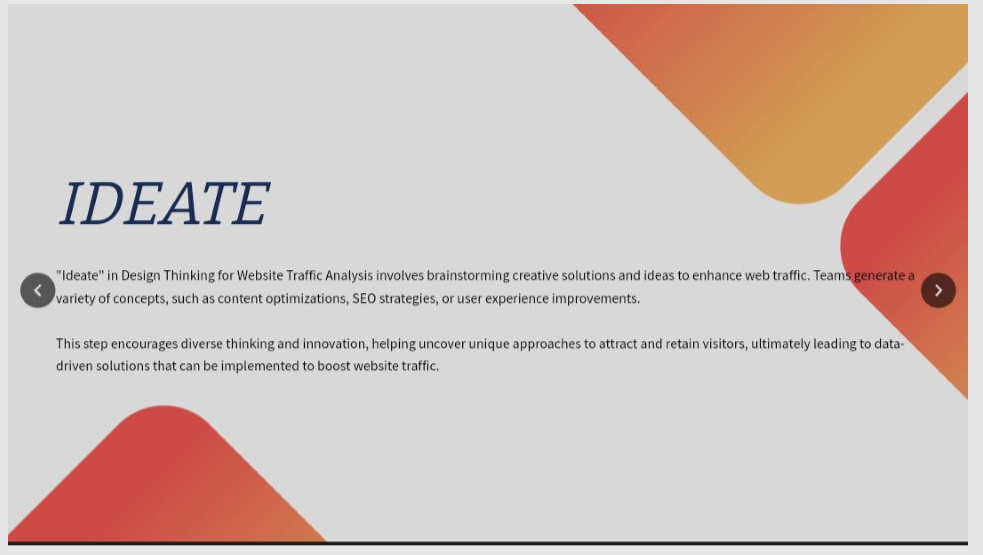 IDEATE
"Ideate" in Design Thinking for Website Traffic Analysis involves brainstorming creative solutions and ideas to enhance web traffic. Teams generate a
variety of concepts, such as content optimizations, SEO strategies, or user experience improvements.
This step encourages diverse thinking and innovation, helping uncover unique approaches to attract and retain visitors, ultimately leading to data-
driven solutions that can be implemented to boost website traffic.